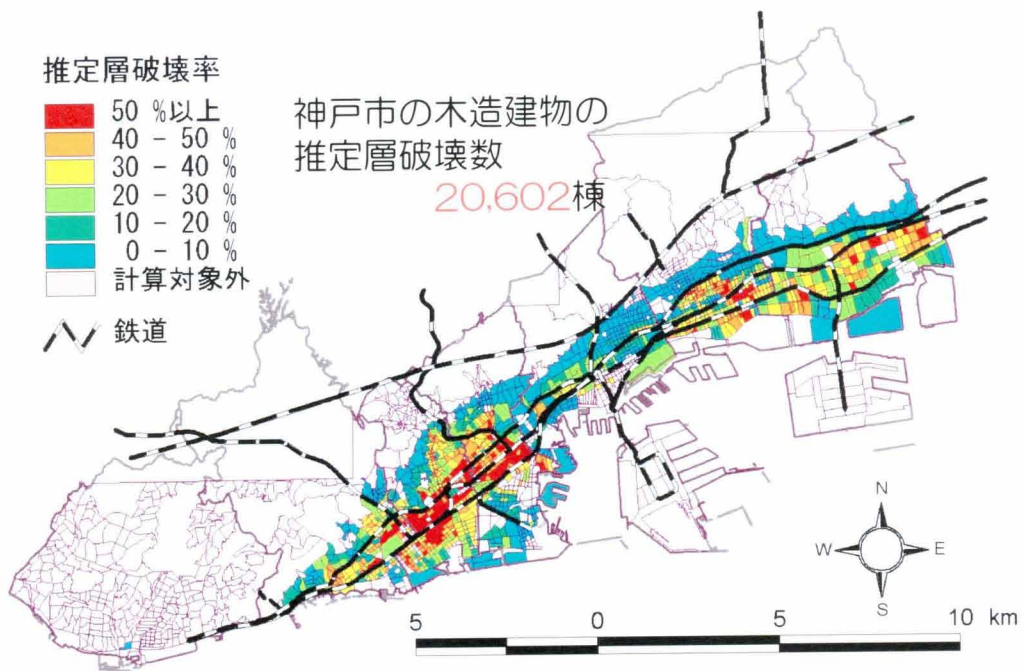 推定層破壊率
50 %以上
40 - 50 %
30 - 40 %
20 - 30 %
10 - 20 %
0 - 10 %
計算対象外
鉄道
神戸市の木造建物の
推定層破壊数
20,602棟
N
W E
S
5 0 5 10 km